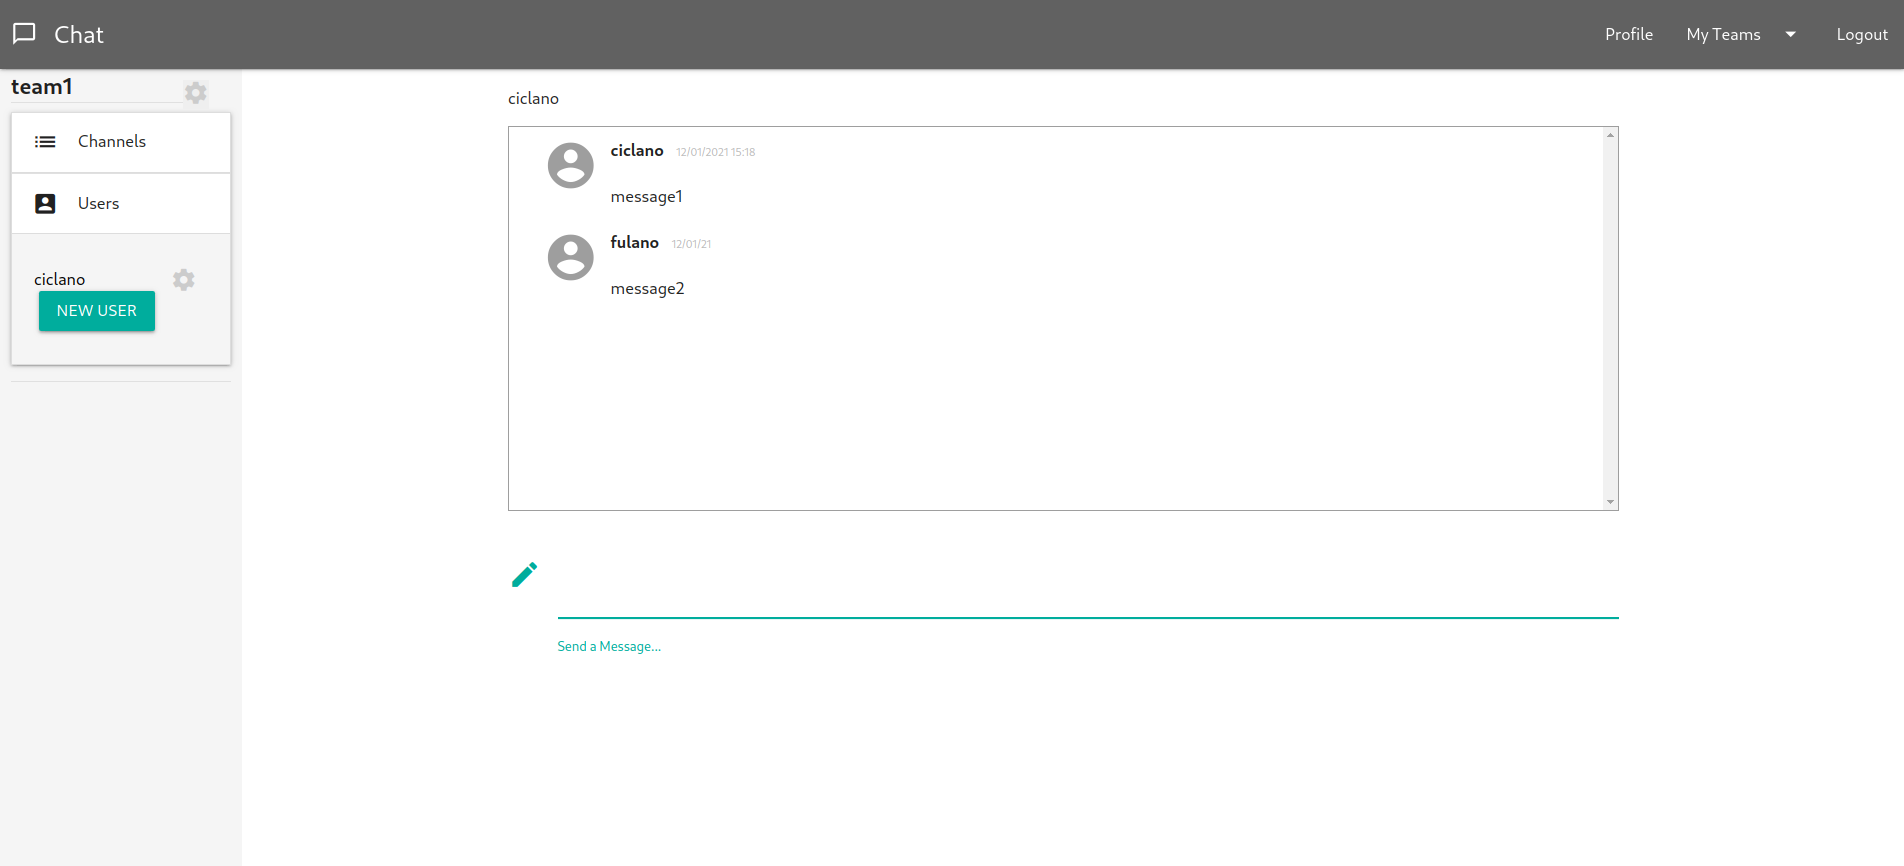 Chat Profile My Teams Logout
team1
Channels
Users
ciclano
NEW USER
ciclano
ciclano 12/01/2021 15:18
message1
fulano 12/01/21
message2
Send a Message...